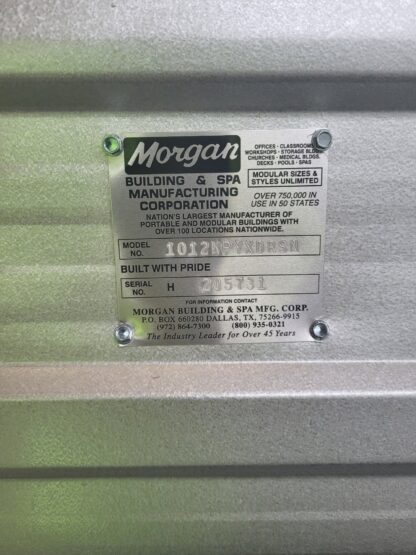 Morgan
OFFICES · CLASSROOMS
WORKSHOPS · STORAGE BLDG
CHURCHES · MEDICAL BLDGS.
DECKS · POOLS · SPAS
MODULAR SIZES &
STYLES UNLIMITED
BUILDING & SPA
MANUFACTURING
CORPORATION
OVER 750,000 IN
USE IN 50 STATES
NATION'S LARGEST MANUFACTURER OF
PORTABLE AND MODULAR BUILDINGS WITH
OVER 100 LOCATIONS NATIONWIDE.
MODEL
NO.
BUILT WITH PRIDE
SERIAL
NO. H 205731
FOR INFORMATION CONTACT
MORGAN BUILDING & SPA MFG. CORP.
P.O. BOX 660280 DALLAS, TX, 75266-9915
(972) 864-7300 (800) 935-0321
The Industry Leader for Over 45 Years